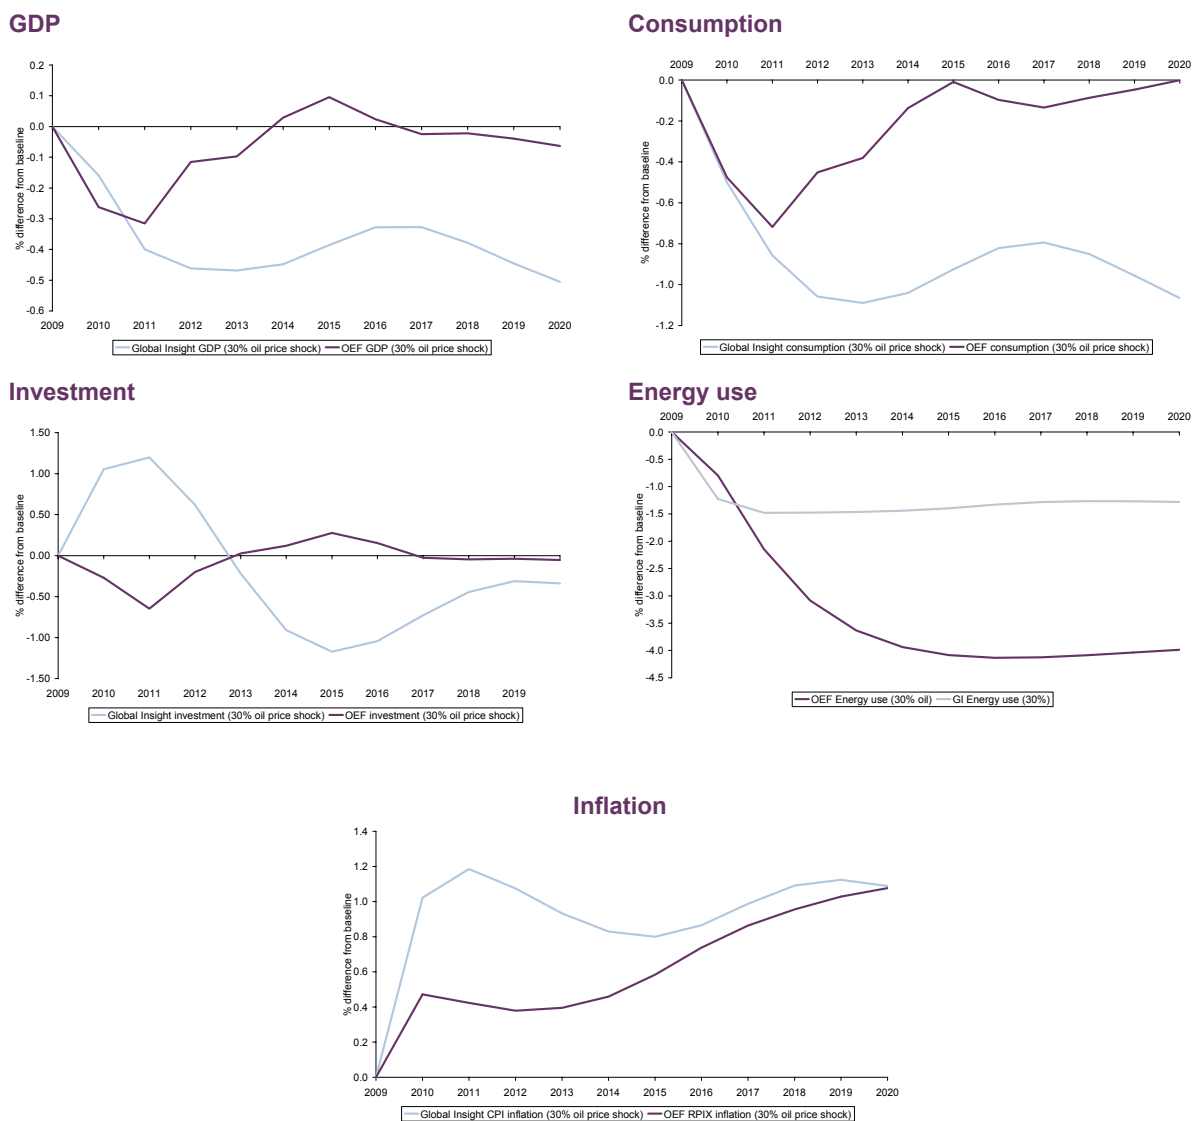 GDP
0.2
0.1
0.0
-0.1
-0.2
-0.3
-0.4
-0.5
-0.6
% difference from baseline
2009 2010 2011 2012 2013 2014 2015 2016 2017 2018 2019 2020
Global Insight GDP (30% oil price shock) OEF GDP (30% oil price shock)
Consumption
2009 2010 2011 2012 2013 2014 2015 2016 2017 2018 2019 2020
0.0
-0.2
-0.4
-0.6
-0.8
-1.0
-1.2
% difference from baseline
Global Insight consumption (30% oil price shock) OEF consumption (30% oil price shock)
Investment
1.50
1.00
0.50
0.00
-0.50
-1.00
-1.50
% difference from baseline
2009 2010 2011 2012 2013 2014 2015 2016 2017 2018 2019
Global Insight investment (30% oil price shock) OEF investment (30% oil price shock)
Energy use
2009 2010 2011 2012 2013 2014 2015 2016 2017 2018 2019 2020
0.0
-0.5
-1.0
-1.5
-2.0
-2.5
-3.0
-3.5
-4.0
-4.5
% difference from baseline
OEF Energy use (30% oil) GI Energy use (30%)
Inflation
1.4
1.2
1.0
0.8
0.6
0.4
0.2
0.0
% difference from baseline
2009 2010 2011 2012 2013 2014 2015 2016 2017 2018 2019 2020
Global Insight CPI inflation (30% oil price shock) OEF RPIX inflation (30% oil price shock)